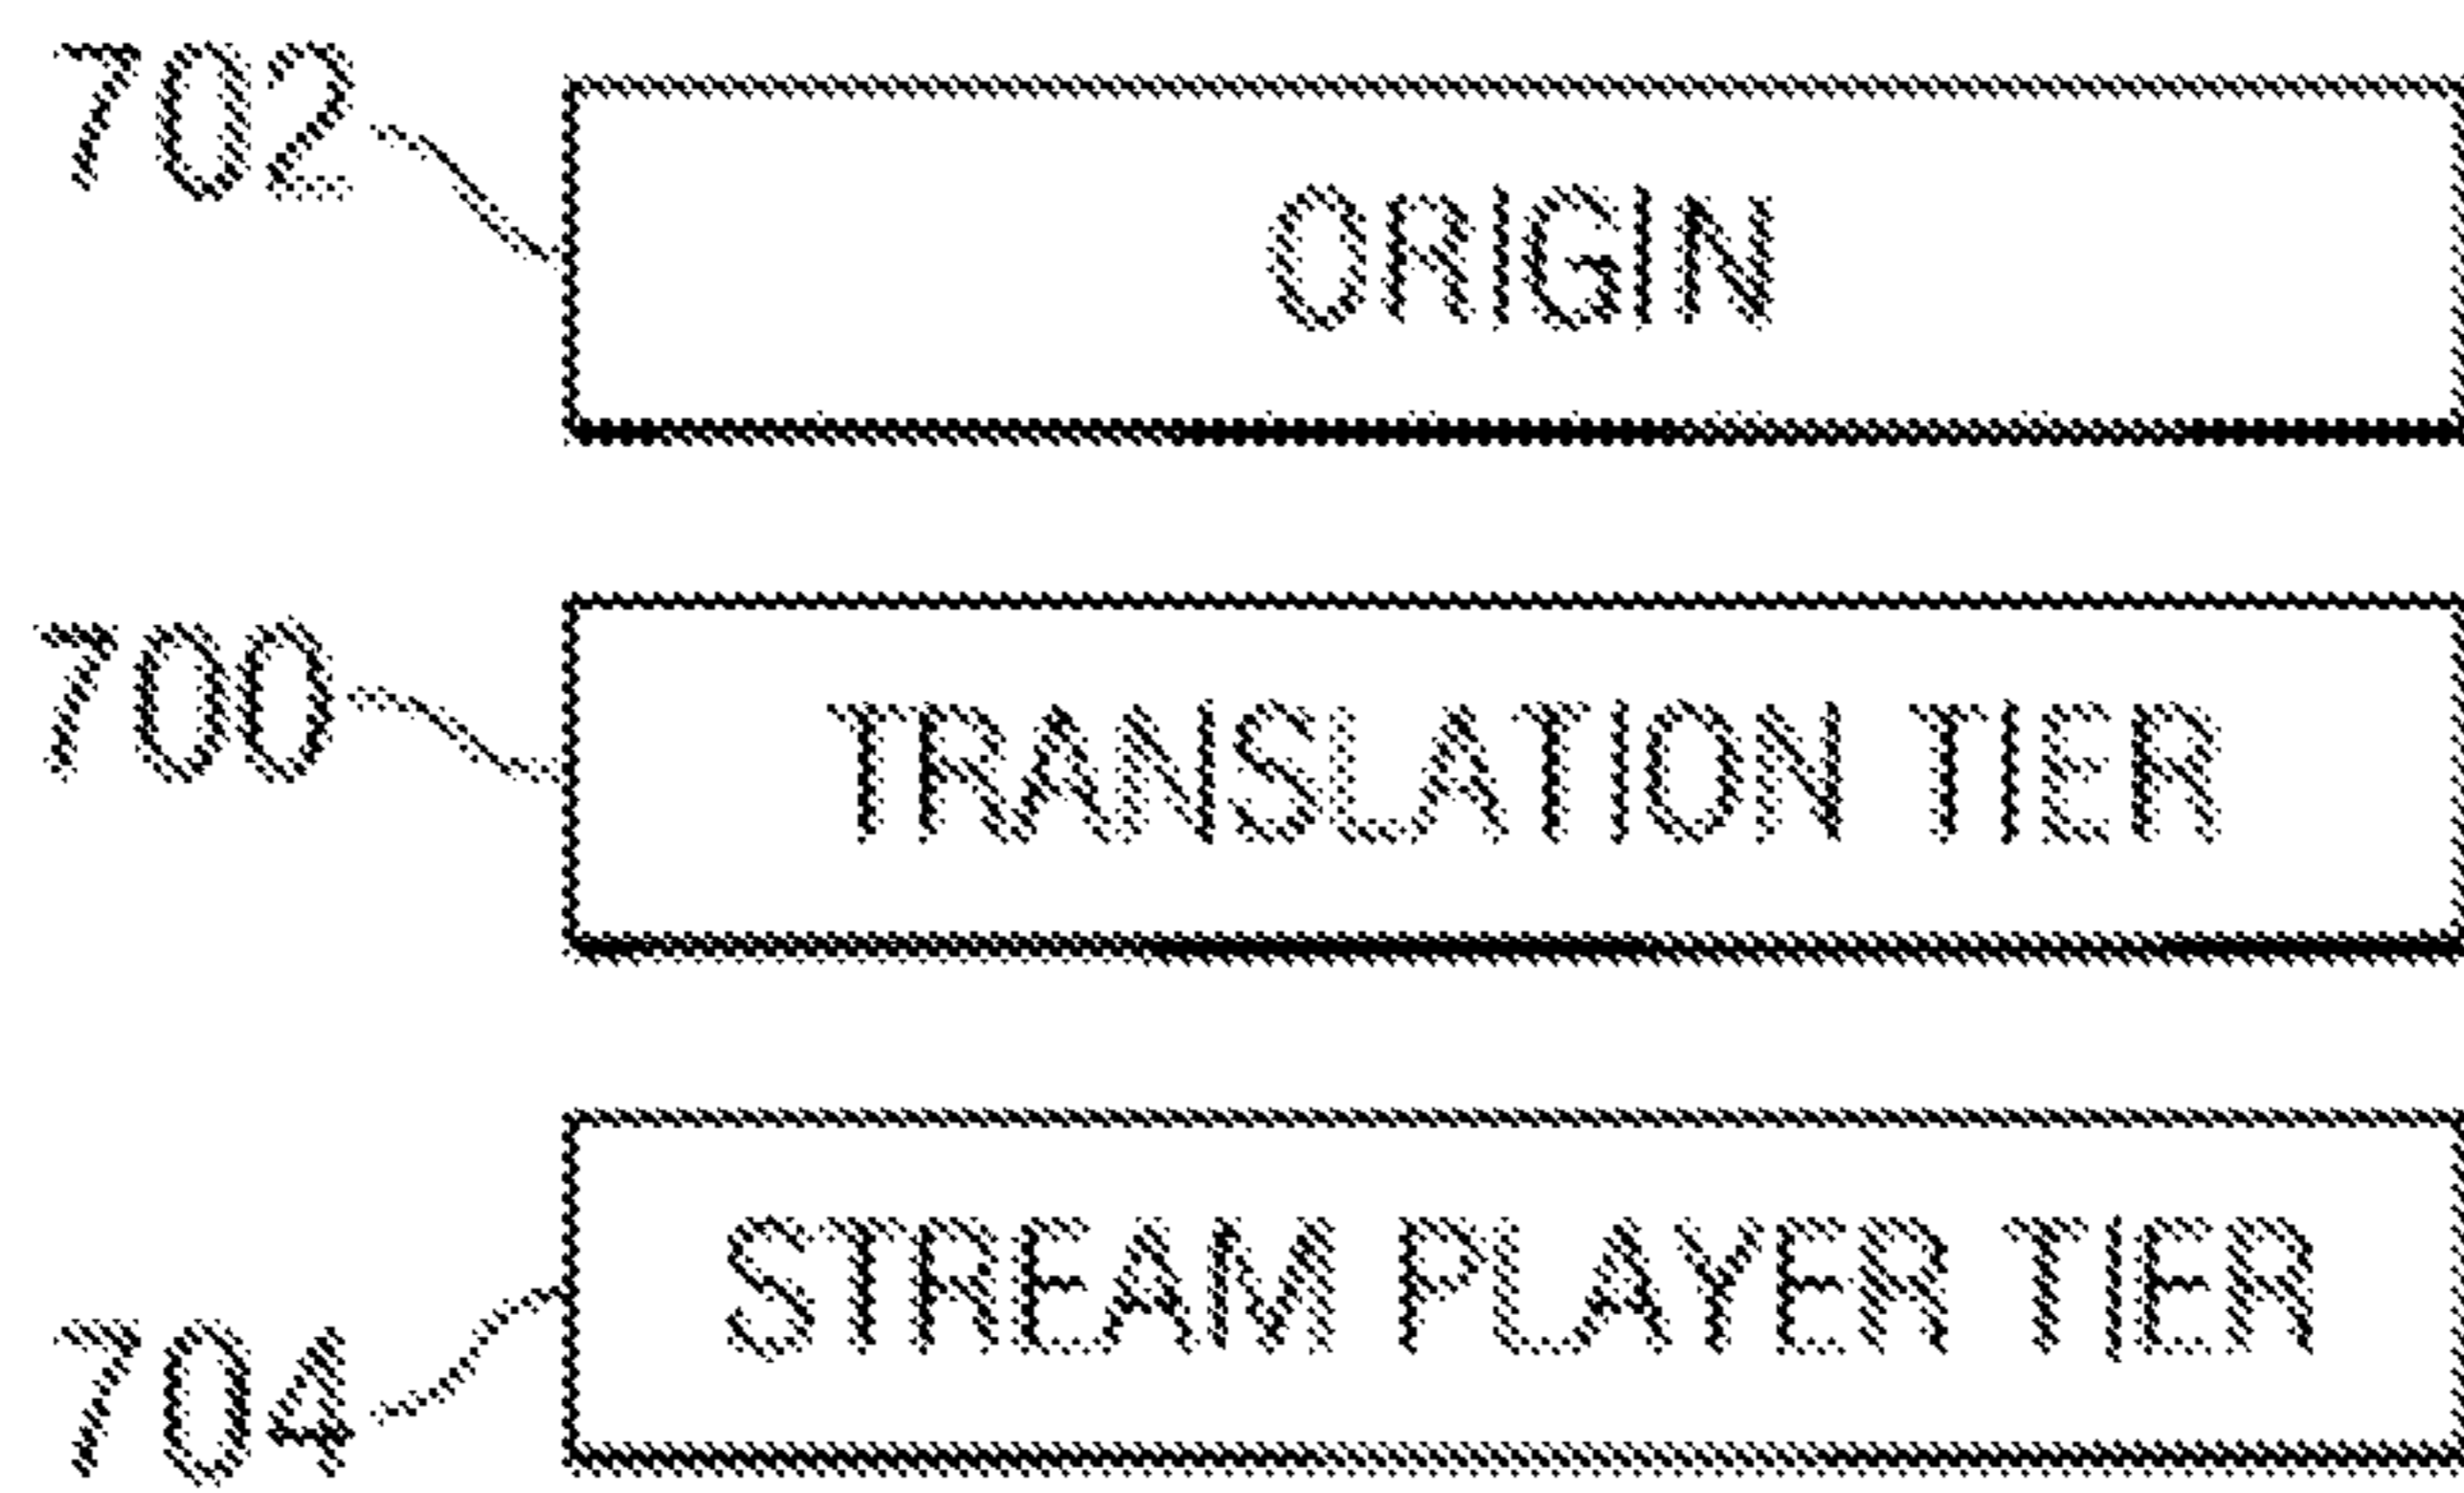 702
ORIGIN
700
TRANSLATION TIER
STREAM PLAYER TIER
704